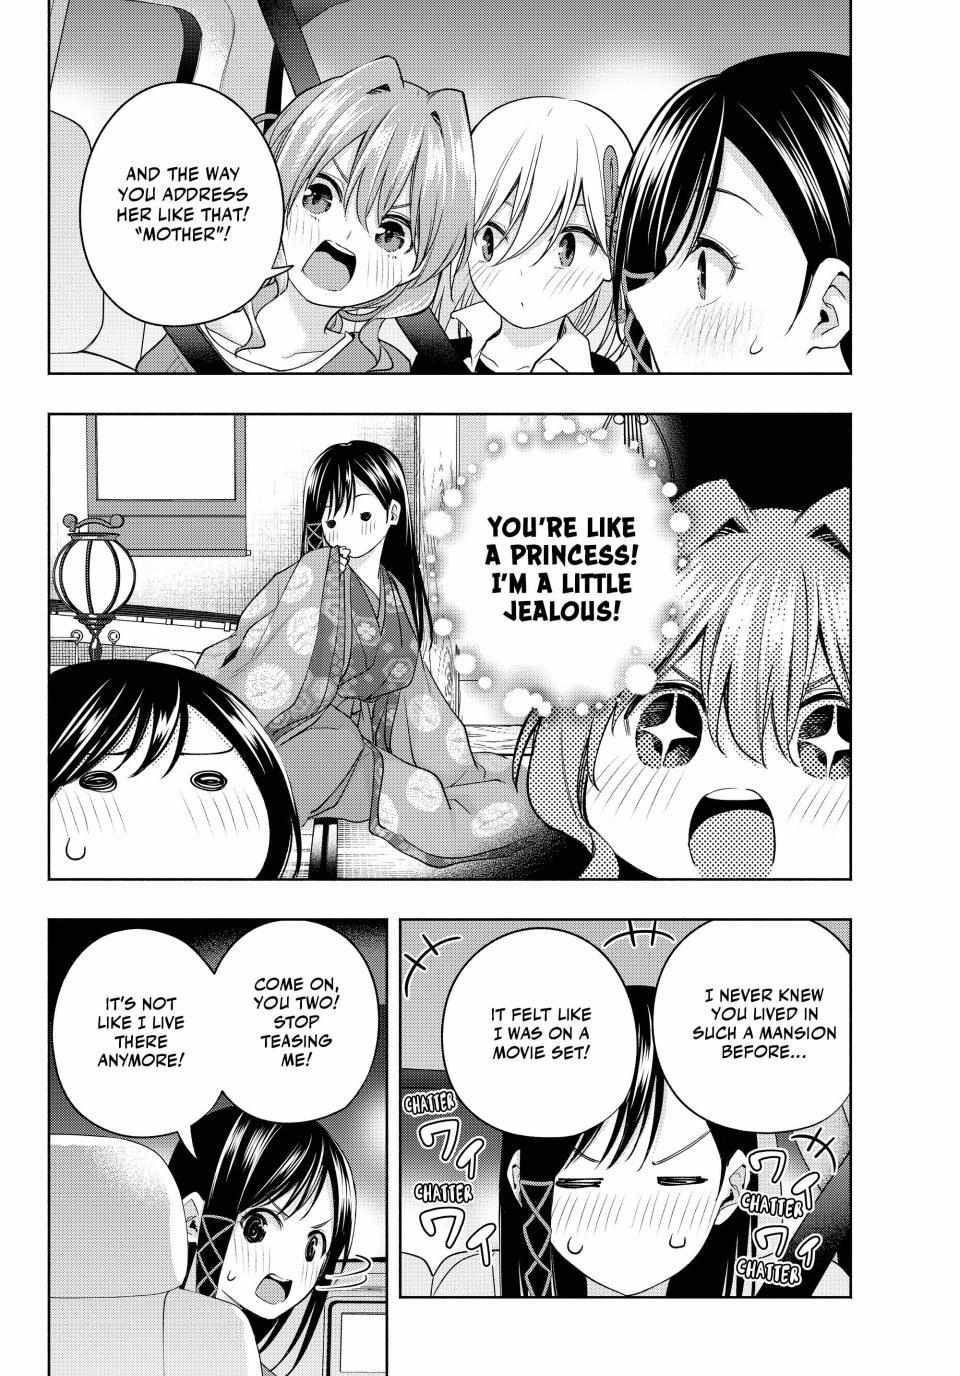 AND THE WAY
YOU ADDRESS
HER LIKE THAT!
"MOTHER"!
YOU'RE LIKE
A PRINCESS!
I'M A LITTLE
JEALOUS!
I NEVER KNEW
YOU LIVED IN
SUCH A MANSION
BEFORE...
IT FELT LIKE
I WAS ON A
MOVIE SET!
CHATTER
ワイ
CHATTER
ワイ
ワイ
CHATTER
ワイ
CHATTER
COME ON,
YOU TWO!
STOP
TEASING
ME!
IT'S NOT
LIKE I LIVE
THERE
ANYMORE!